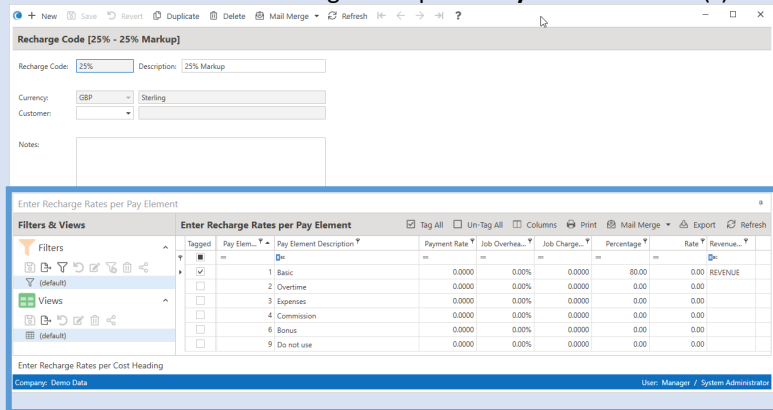 + New Save Revert Duplicate Delete Mail Merge Refresh ?
Recharge Code [25% - 25% Markup]
Recharge Code: 25% Description: 25% Markup
Currency: GBP Sterling
Customer:
Notes:
Enter Recharge Rates per Pay Element
Filters & Views Enter Recharge Rates per Pay Element Tag All Un-Tag All Columns Print Mail Merge Export Refresh
Filters
(default)
Views
(default)
Tagged Pay Elem... Pay Element Description Payment Rate Job Overhea... Job Charge... Percentage Rate Revenue...
= = = = = =
1 Basic 0.0000 0.00% 0.0000 80.00 0.00 REVENUE
2 Overtime 0.0000 0.00% 0.0000 0.00 0.00
3 Expenses 0.0000 0.00% 0.0000 0.00 0.00
4 Commission 0.0000 0.00% 0.0000 0.00 0.00
6 Bonus 0.0000 0.00% 0.0000 0.00 0.00
9 Do not use 0.0000 0.00% 0.0000 0.00 0.00
Enter Recharge Rates per Cost Heading
Company: Demo Data User: Manager / System Administrator